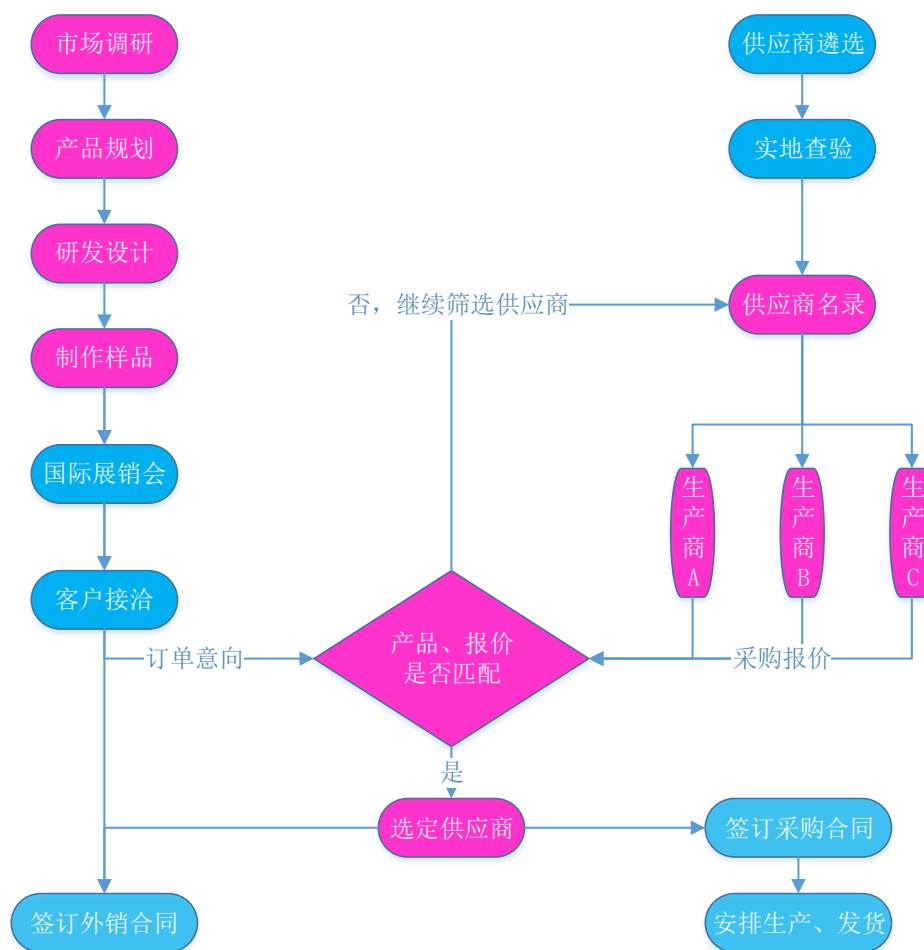 市场调研
供应商遴选
产品规划
实地查验
研发设计
否，继续筛选供应商
供应商名录
制作样品
国际展销会
生
产
商
A
生
产
商
B
生
产
商
C
客户接洽
订单意向
产品、报价
是否匹配
采购报价
是
选定供应商
签订采购合同
签订外销合同
安排生产、发货